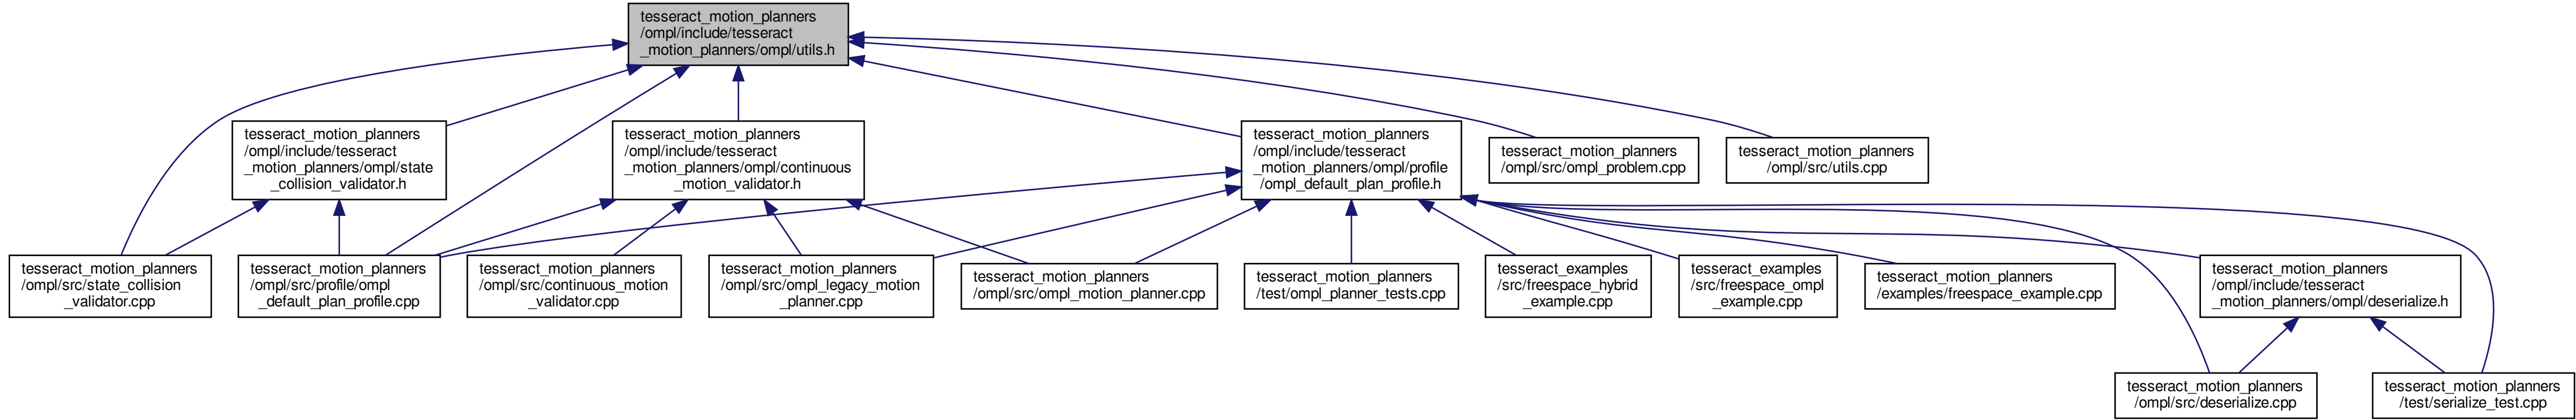 tesseract_motion_planners
/ompl/include/tesseract
_motion_planners/ompl/utils.h
tesseract_motion_planners
/ompl/include/tesseract
_motion_planners/ompl/state
_collision_validator.h
tesseract_motion_planners
/ompl/include/tesseract
_motion_planners/ompl/continuous
_motion_validator.h
tesseract_motion_planners
/ompl/include/tesseract
_motion_planners/ompl/profile
/ompl_default_plan_profile.h
tesseract_motion_planners
/ompl/src/ompl_problem.cpp
tesseract_motion_planners
/ompl/src/utils.cpp
tesseract_motion_planners
/ompl/src/state_collision
_validator.cpp
tesseract_motion_planners
/ompl/src/profile/ompl
_default_plan_profile.cpp
tesseract_motion_planners
/ompl/src/continuous_motion
_validator.cpp
tesseract_motion_planners
/ompl/src/ompl_legacy_motion
_planner.cpp
tesseract_motion_planners
/ompl/src/ompl_motion_planner.cpp
tesseract_motion_planners
/test/ompl_planner_tests.cpp
tesseract_examples
/src/freespace_hybrid
_example.cpp
tesseract_examples
/src/freespace_ompl
_example.cpp
tesseract_motion_planners
/examples/freespace_example.cpp
tesseract_motion_planners
/ompl/include/tesseract
_motion_planners/ompl/deserialize.h
tesseract_motion_planners
/ompl/src/deserialize.cpp
tesseract_motion_planners
/test/serialize_test.cpp